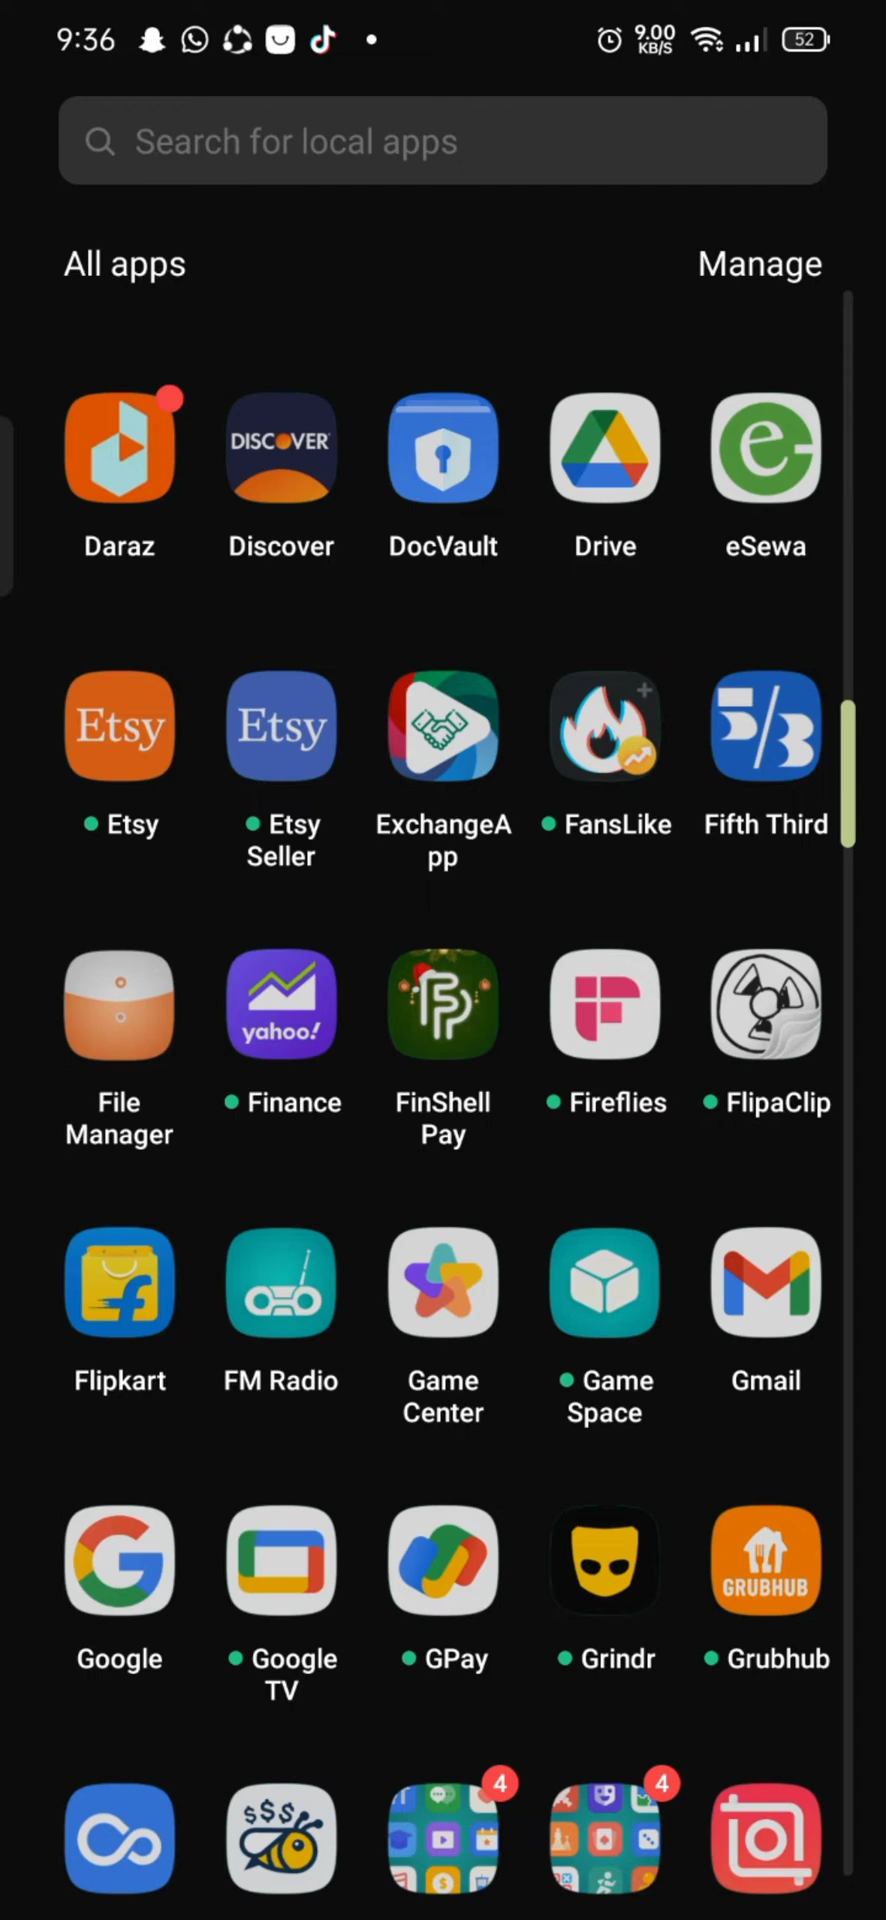 9:36
9.00
KB/S
52
Search for local apps
All apps
Manage
DISCOVER
Daraz
Discover
DocVault
Drive
eSewa
Etsy
Etsy
5/3
Etsy
Etsy
Seller
ExchangeA
pp
FansLike
Fifth Third
yahoo!
File
Manager
Finance
FinShell
Pay
Fireflies
FlipaClip
Flipkart
FM Radio
Game
Center
Game
Space
Gmail
GRUBHUB
Google
Google
TV
GPay
Grindr
Grubhub
$$$
4
4